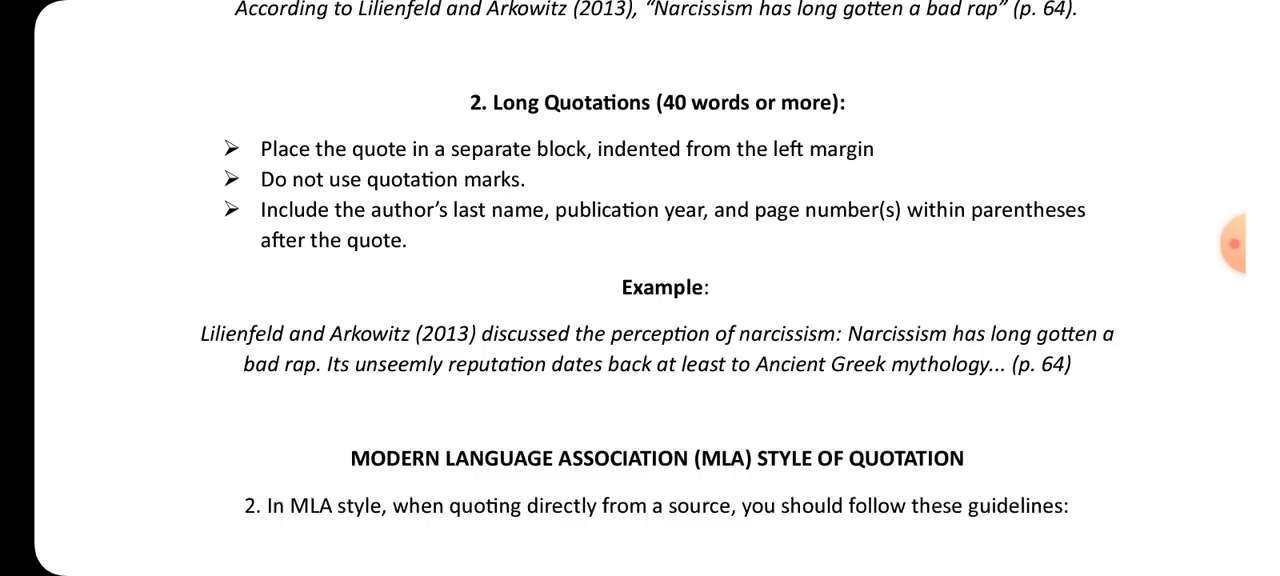 According to Lilienfeld and Arkowitz (2013), “Narcissism has long gotten a bad rap” (p. 64).
2. Long Quotations (40 words or more):
➢ Place the quote in a separate block, indented from the left margin
➢ Do not use quotation marks.
➢ Include the author’s last name, publication year, and page number(s) within parentheses
after the quote.
Example:
Lilienfeld and Arkowitz (2013) discussed the perception of narcissism: Narcissism has long gotten a
bad rap. Its unseemly reputation dates back at least to Ancient Greek mythology... (p. 64)
MODERN LANGUAGE ASSOCIATION (MLA) STYLE OF QUOTATION
2. In MLA style, when quoting directly from a source, you should follow these guidelines: